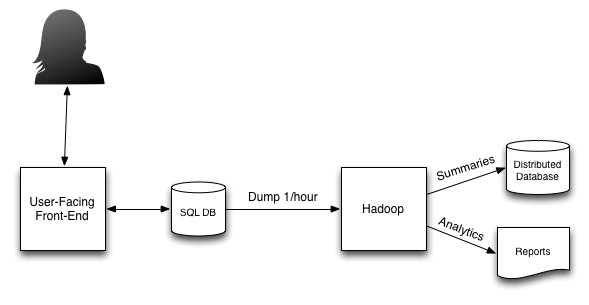 User-Facing
Front-End
SQL DB
Dump 1/hour
Hadoop
Summaries
Distributed
Database
Analytics
Reports